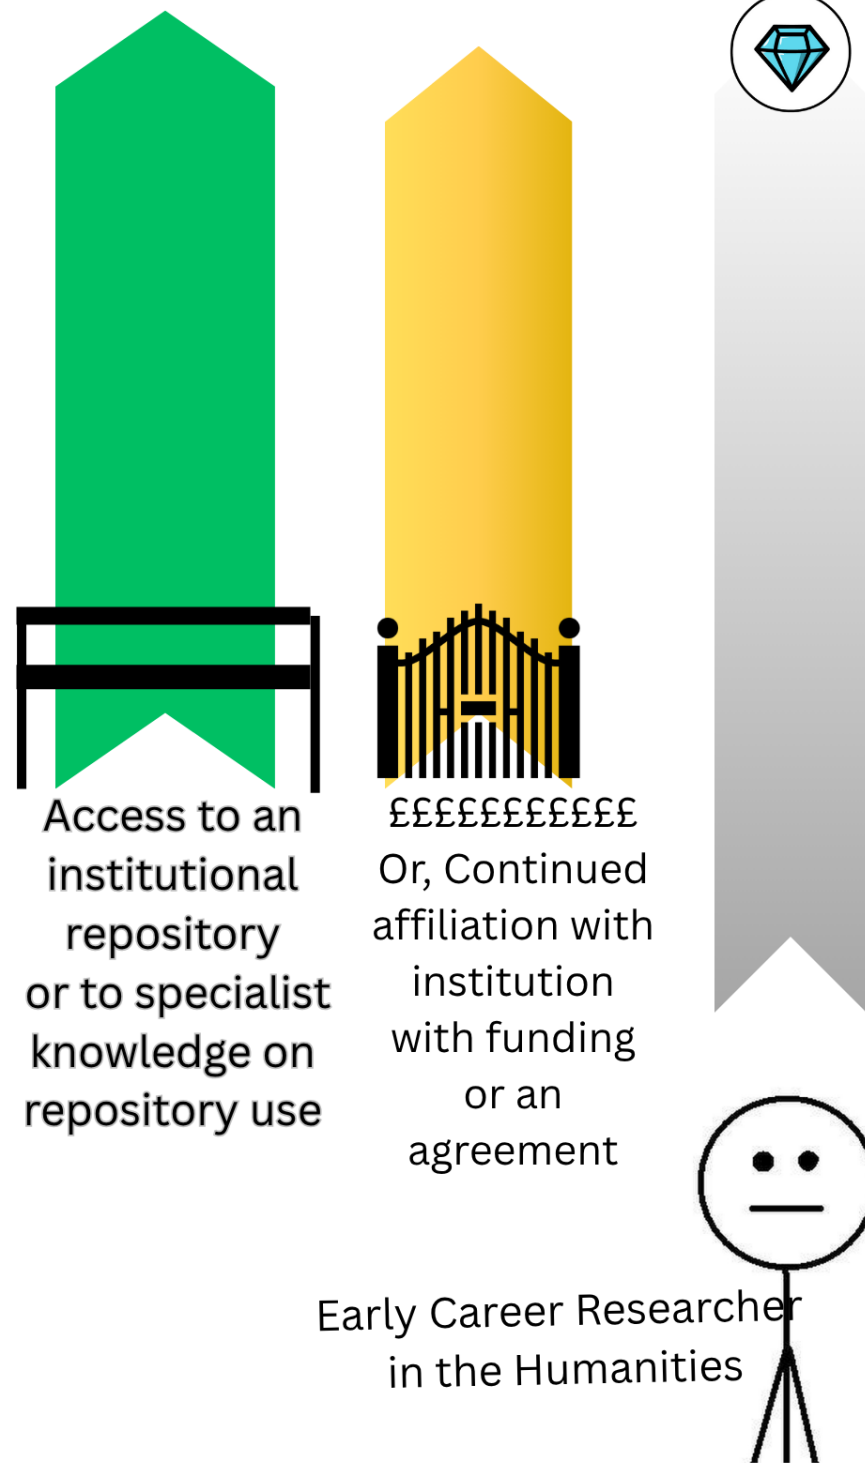 Access to an
institutional
repository
or to specialist
knowledge on
repository use
£££££££££££
Or, Continued
affiliation with
institution
with funding
or an
agreement
Early Career Researcher
in the Humanities